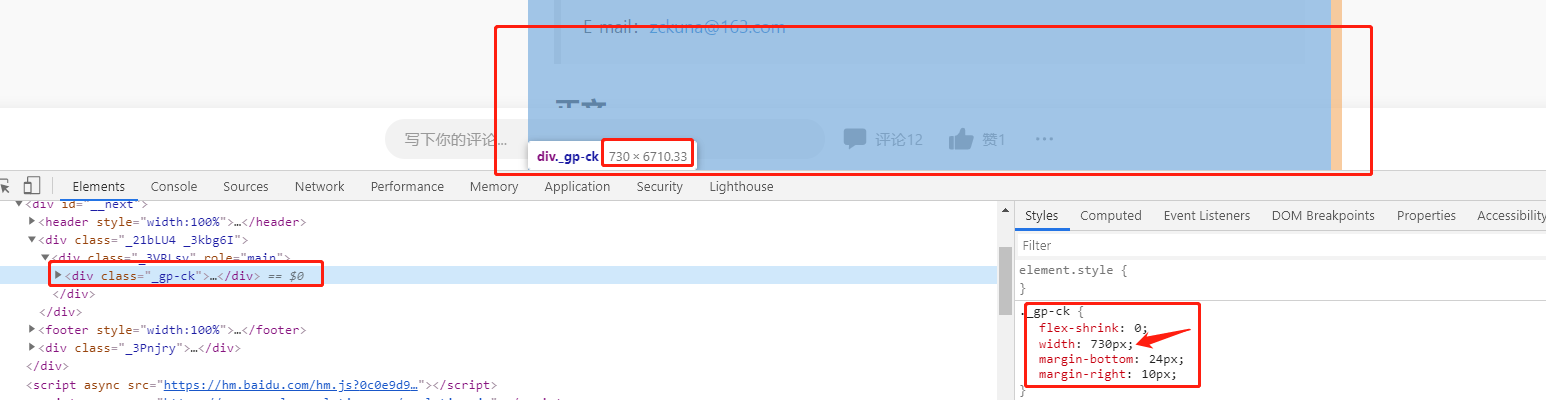 E-mail：zckuna@163.com
写下你的评论...
评论12
赞1
div._gp-ck 730 × 6710.33
Elements Console Sources Network Performance Memory Application Security Lighthouse
<div id="__next">
<header style="width:100%">…</header>
<div class="_21bLU4 _3kbg6I">
<div class="_3VRLsv" role="main">
<div class="_gp-ck">…</div> == $0
</div>
</div>
<footer style="width:100%">…</footer>
<div class="_3Pnjry">…</div>
</div>
<script async src="https://hm.baidu.com/hm.js?0c0e9d9…"></script>
Styles Computed Event Listeners DOM Breakpoints Properties Accessibility
Filter
element.style {
}
._gp-ck {
flex-shrink: 0;
width: 730px;
margin-bottom: 24px;
margin-right: 10px;
}